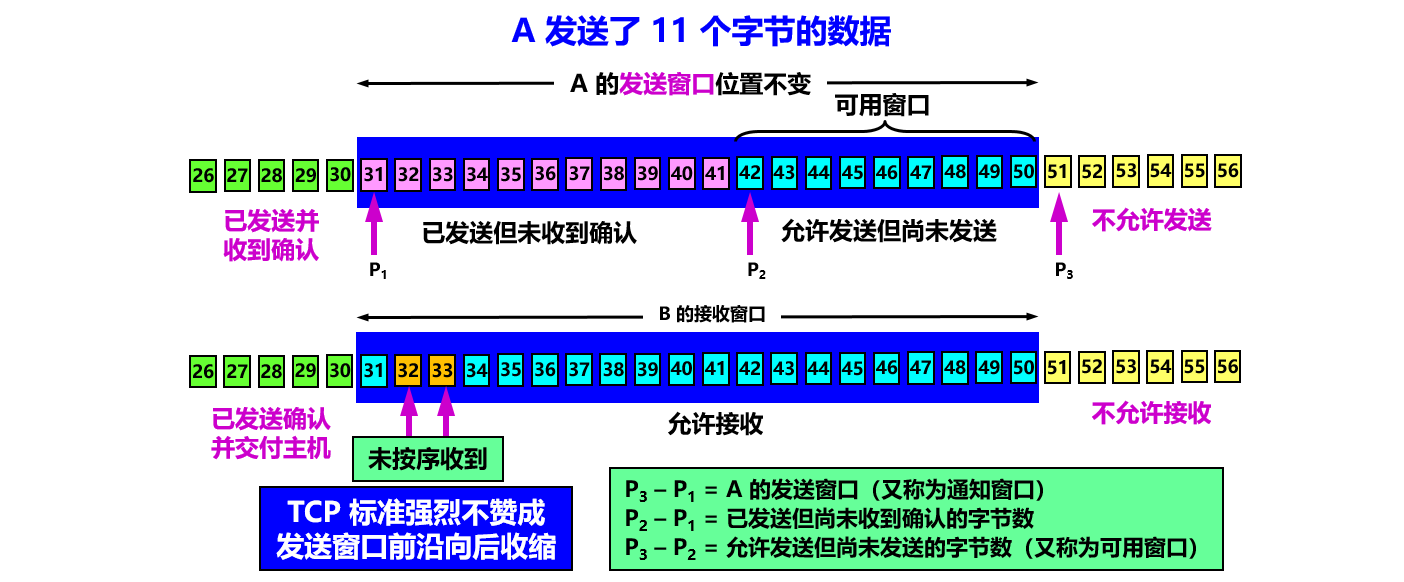 A 发送了 11 个字节的数据
A 的发送窗口位置不变
可用窗口
26 27 28 29 30 31 32 33 34 35 36 37 38 39 40 41 42 43 44 45 46 47 48 49 50 51 52 53 54 55 56
已发送并
收到确认
已发送但未收到确认
允许发送但尚未发送
不允许发送
P1
P2
P3
B 的接收窗口
26 27 28 29 30 31 32 33 34 35 36 37 38 39 40 41 42 43 44 45 46 47 48 49 50 51 52 53 54 55 56
已发送确认
并交付主机
允许接收
不允许接收
未按序收到
TCP 标准强烈不赞成
发送窗口前沿向后收缩
P3 – P1 = A 的发送窗口（又称为通知窗口）
P2 – P1 = 已发送但尚未收到确认的字节数
P3 – P2 = 允许发送但尚未发送的字节数（又称为可用窗口）